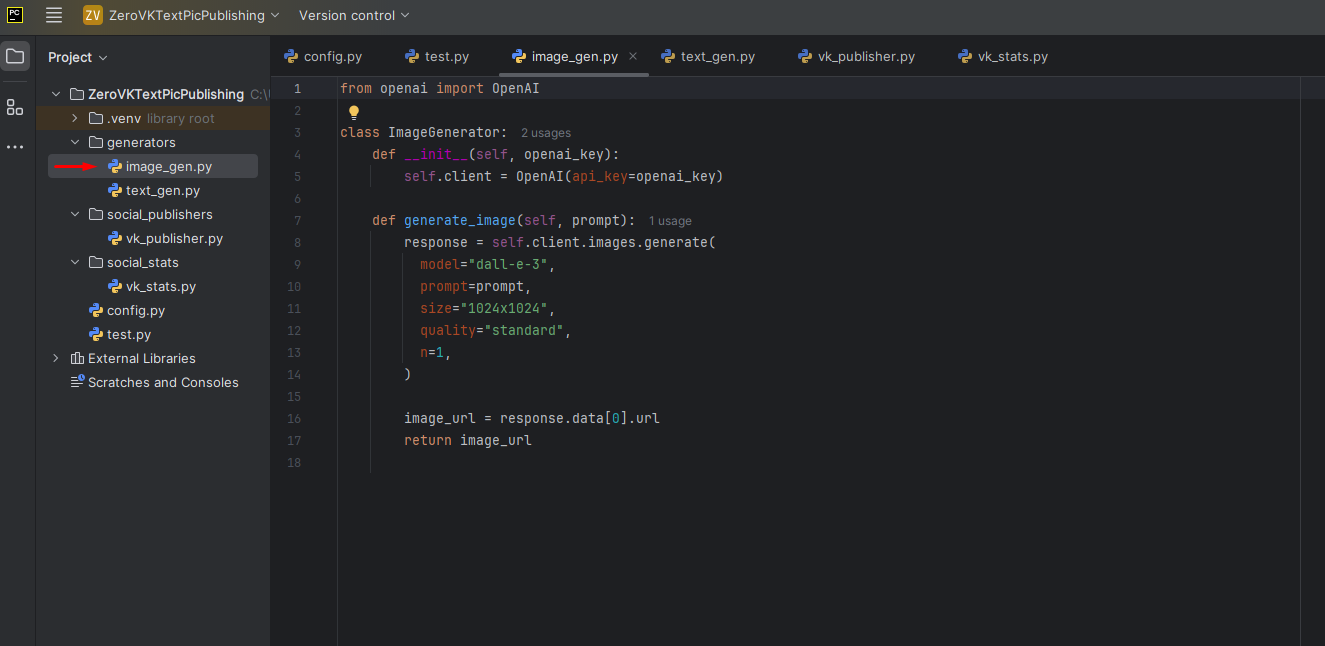 PC ZV ZeroVKTextPicPublishing Version control
Project
ZeroVKTextPicPublishing C:\
.venv library root
generators
image_gen.py
text_gen.py
social_publishers
vk_publisher.py
social_stats
vk_stats.py
config.py
test.py
External Libraries
Scratches and Consoles
config.py test.py image_gen.py text_gen.py vk_publisher.py vk_stats.py
1 from openai import OpenAI
2
3 class ImageGenerator: 2 usages
4     def __init__(self, openai_key):
5         self.client = OpenAI(api_key=openai_key)
6
7     def generate_image(self, prompt): 1 usage
8         response = self.client.images.generate(
9           model="dall-e-3",
10           prompt=prompt,
11           size="1024x1024",
12           quality="standard",
13           n=1,
14         )
15
16         image_url = response.data[0].url
17         return image_url
18